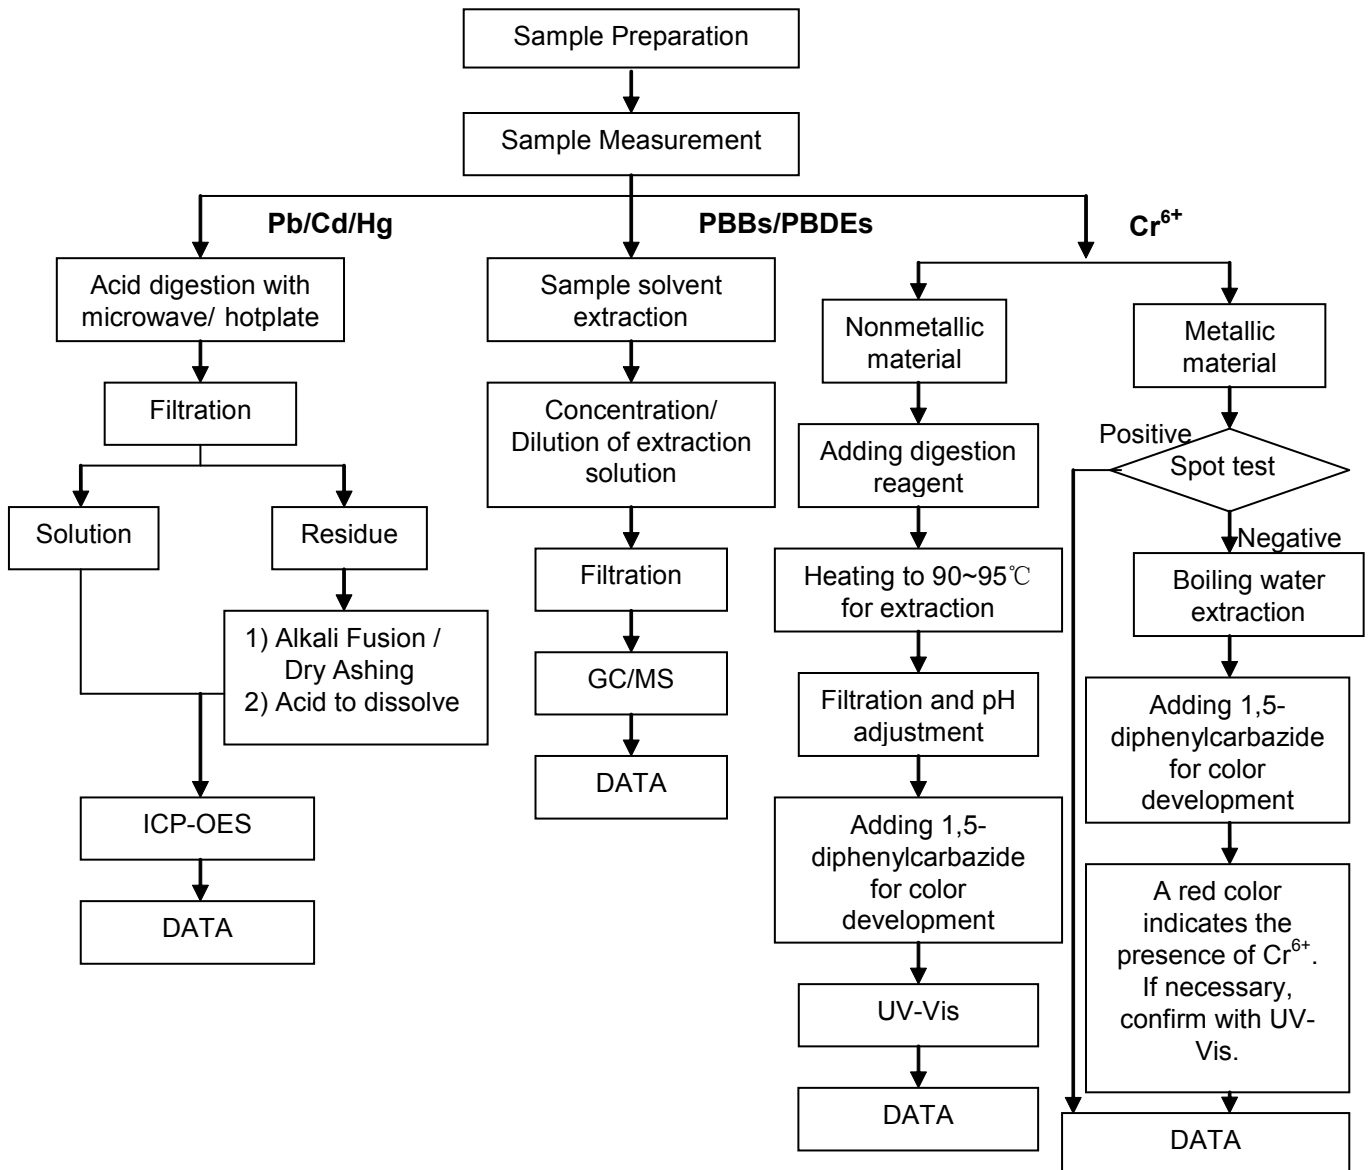 Sample Preparation
Sample Measurement
Pb/Cd/Hg
PBBs/PBDEs
Cr⁶⁺
Acid digestion with
microwave/ hotplate
Filtration
Solution
Residue
1) Alkali Fusion /
Dry Ashing
2) Acid to dissolve
ICP-OES
DATA
Sample solvent
extraction
Concentration/
Dilution of extraction
solution
Filtration
GC/MS
DATA
Nonmetallic
material
Adding digestion
reagent
Heating to 90~95℃
for extraction
Filtration and pH
adjustment
Adding 1,5-
diphenylcarbazide
for color
development
UV-Vis
DATA
Metallic
material
Positive
Spot test
Negative
Boiling water
extraction
Adding 1,5-
diphenylcarbazide
for color
development
A red color
indicates the
presence of Cr⁶⁺.
If necessary,
confirm with UV-
Vis.
DATA